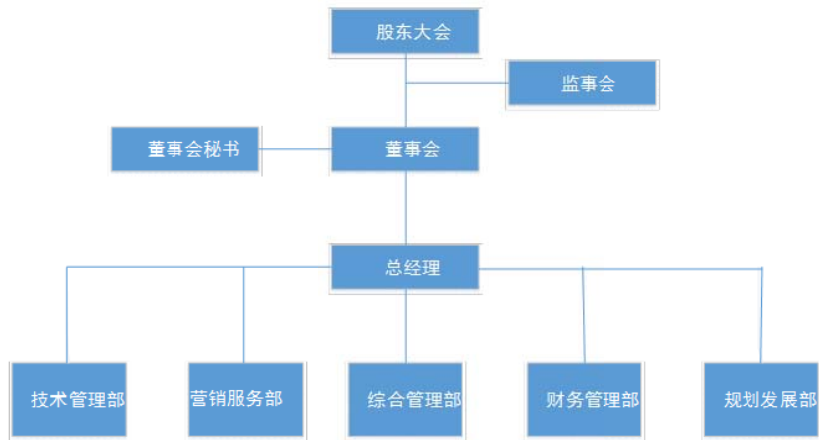 股东大会
监事会
董事会秘书
董事会
总经理
技术管理部
营销服务部
综合管理部
财务管理部
规划发展部